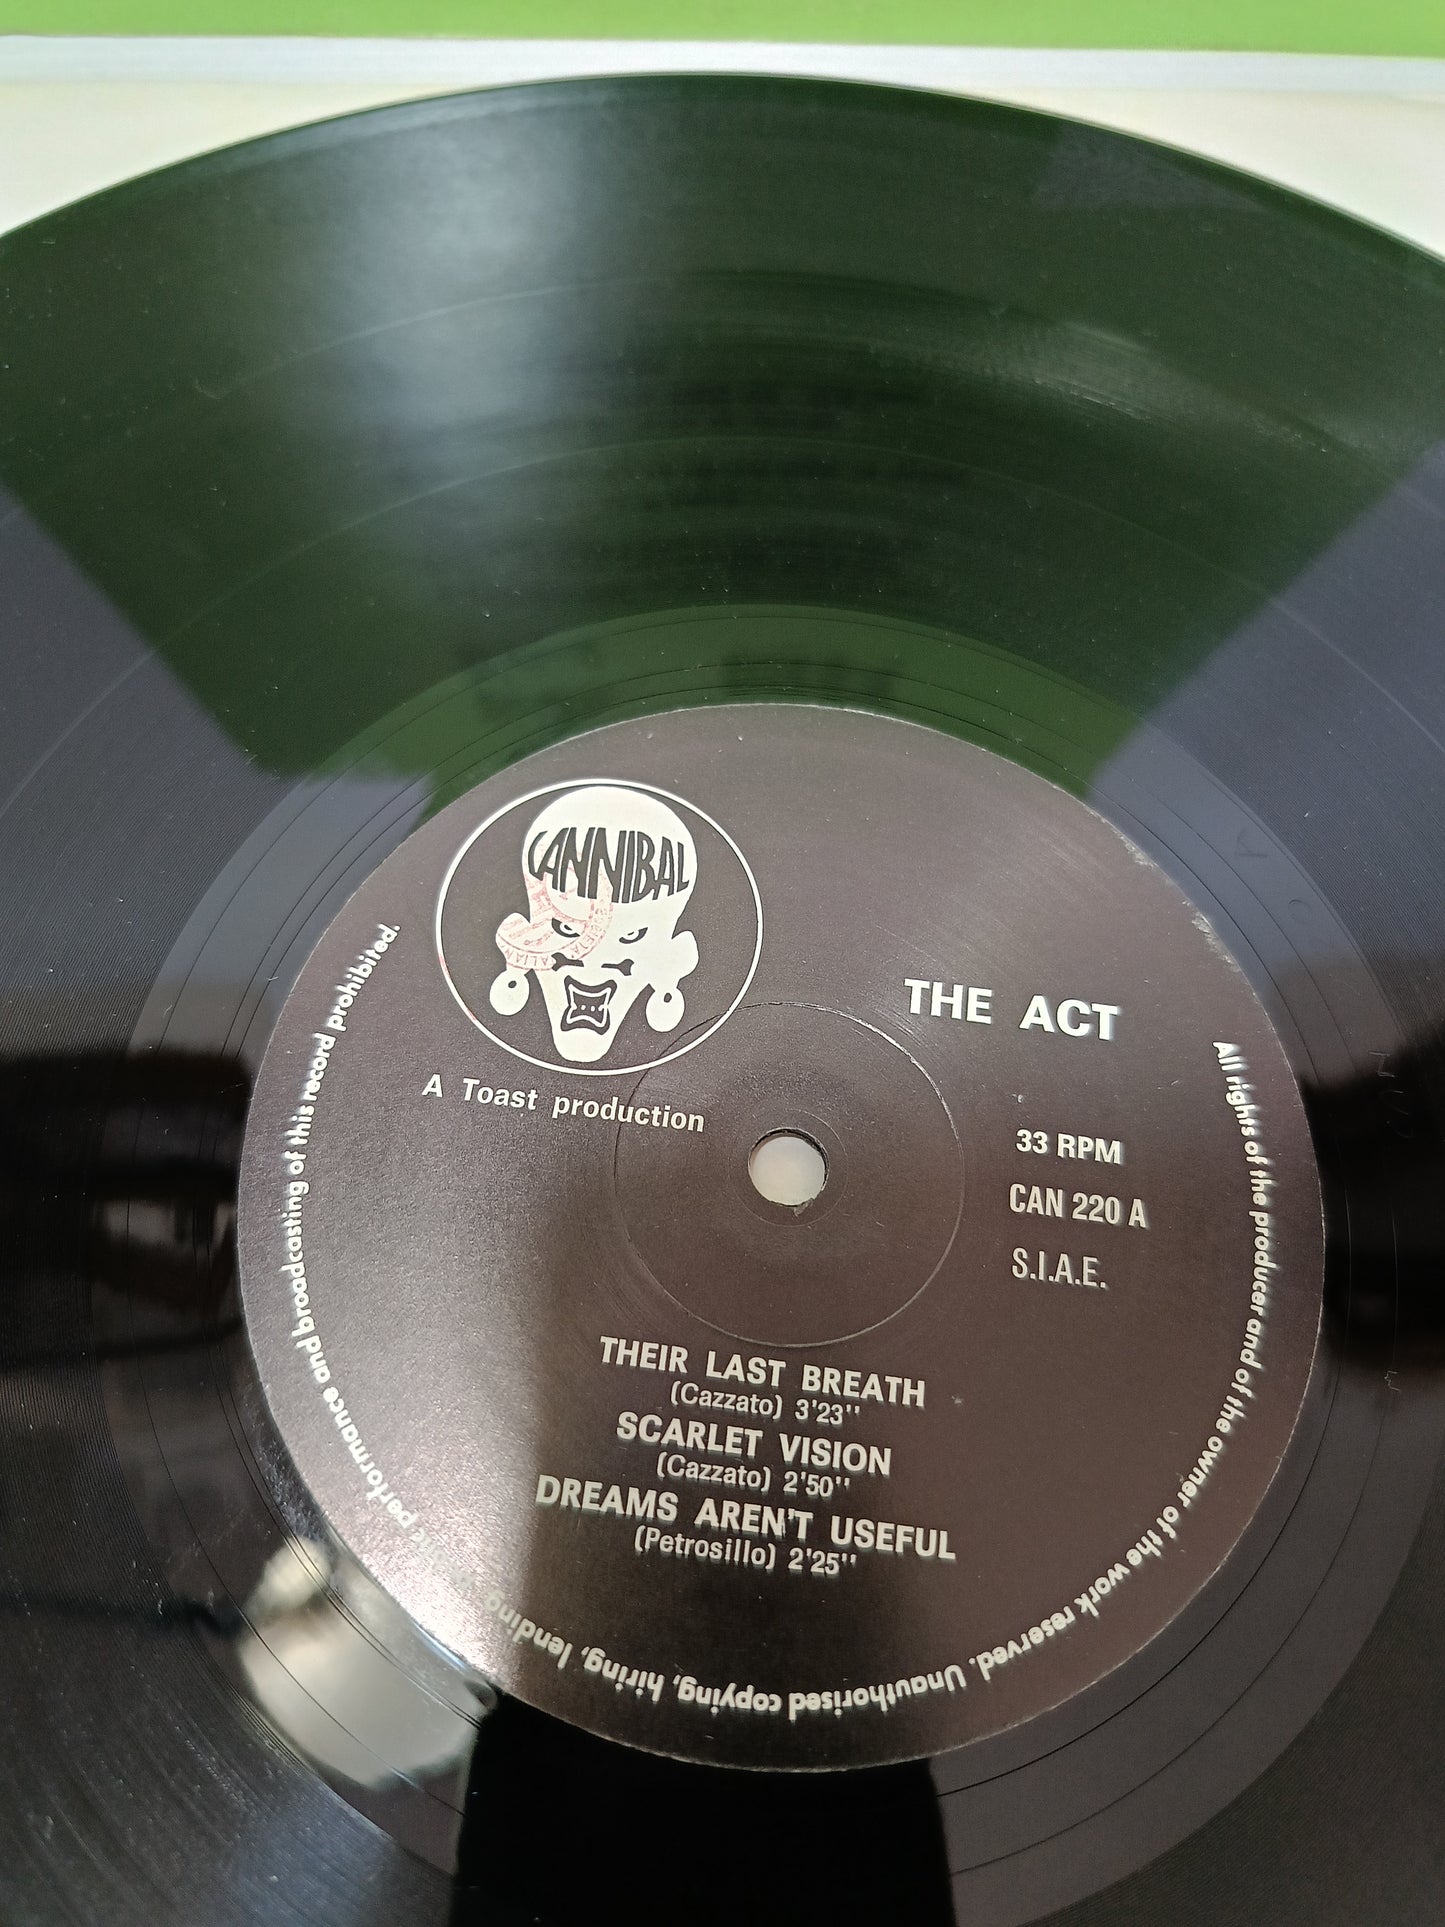 CANNIBAL
THE ACT
A Toast production
33 RPM
CAN 220 A
S.I.A.E.
THEIR LAST BREATH
(Cazzato) 3'23''
SCARLET VISION
(Cazzato) 2'50''
DREAMS AREN'T USEFUL
(Petrosillo) 2'25''
All rights of the producer and of the owner of the work reserved. Unauthorised copying, hiring, lending, public performance and broadcasting of this record prohibited.